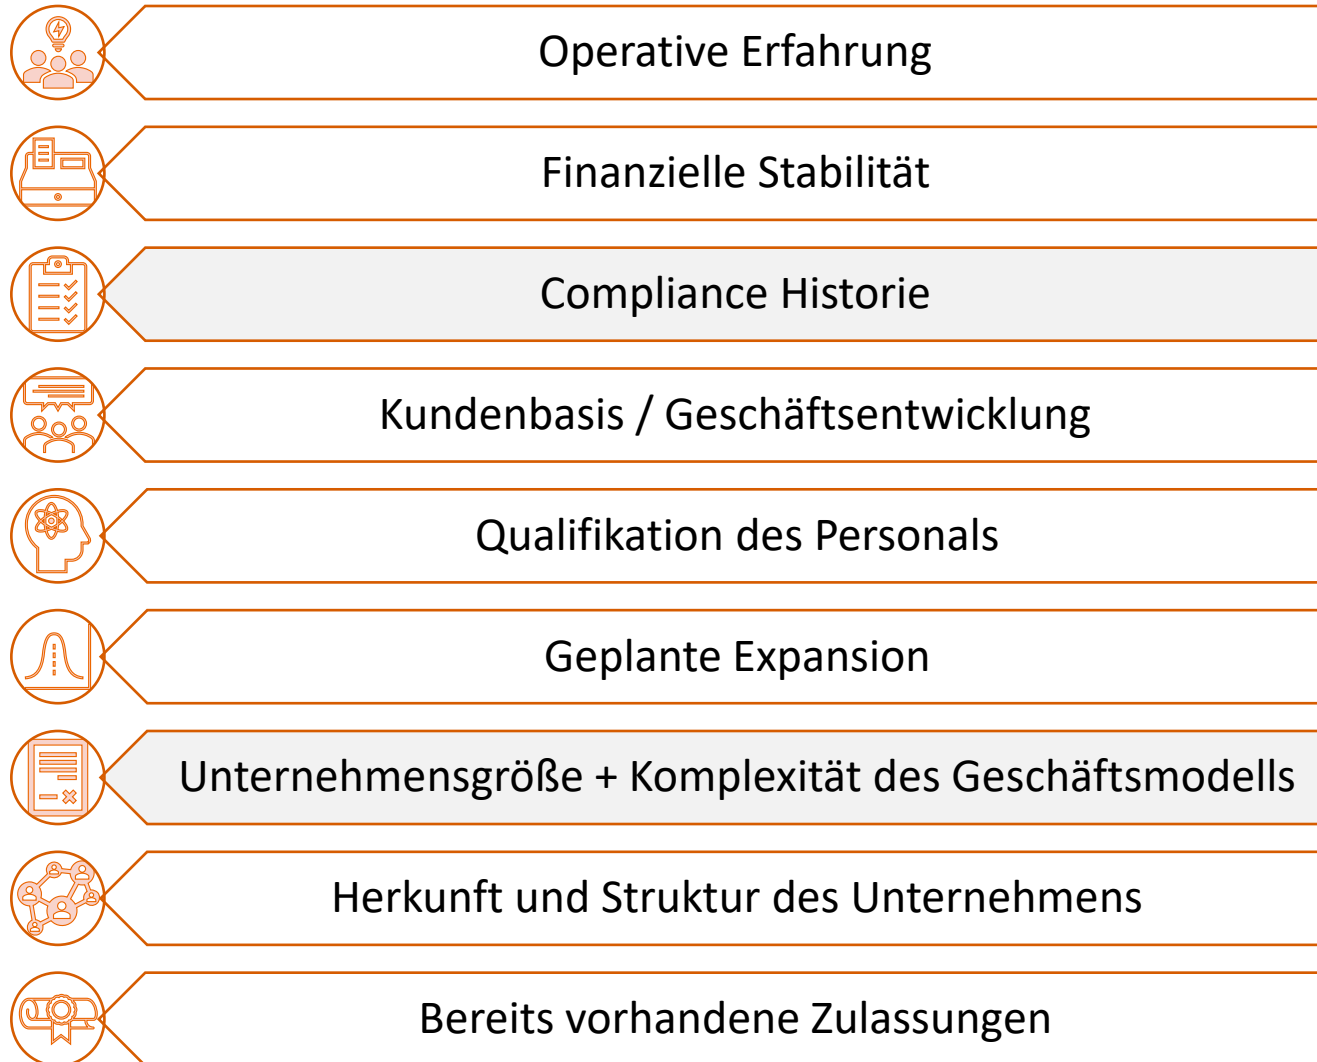 Operative Erfahrung
Finanzielle Stabilität
Compliance Historie
Kundenbasis / Geschäftsentwicklung
Qualifikation des Personals
Geplante Expansion
Unternehmensgröße + Komplexität des Geschäftsmodells
Herkunft und Struktur des Unternehmens
Bereits vorhandene Zulassungen